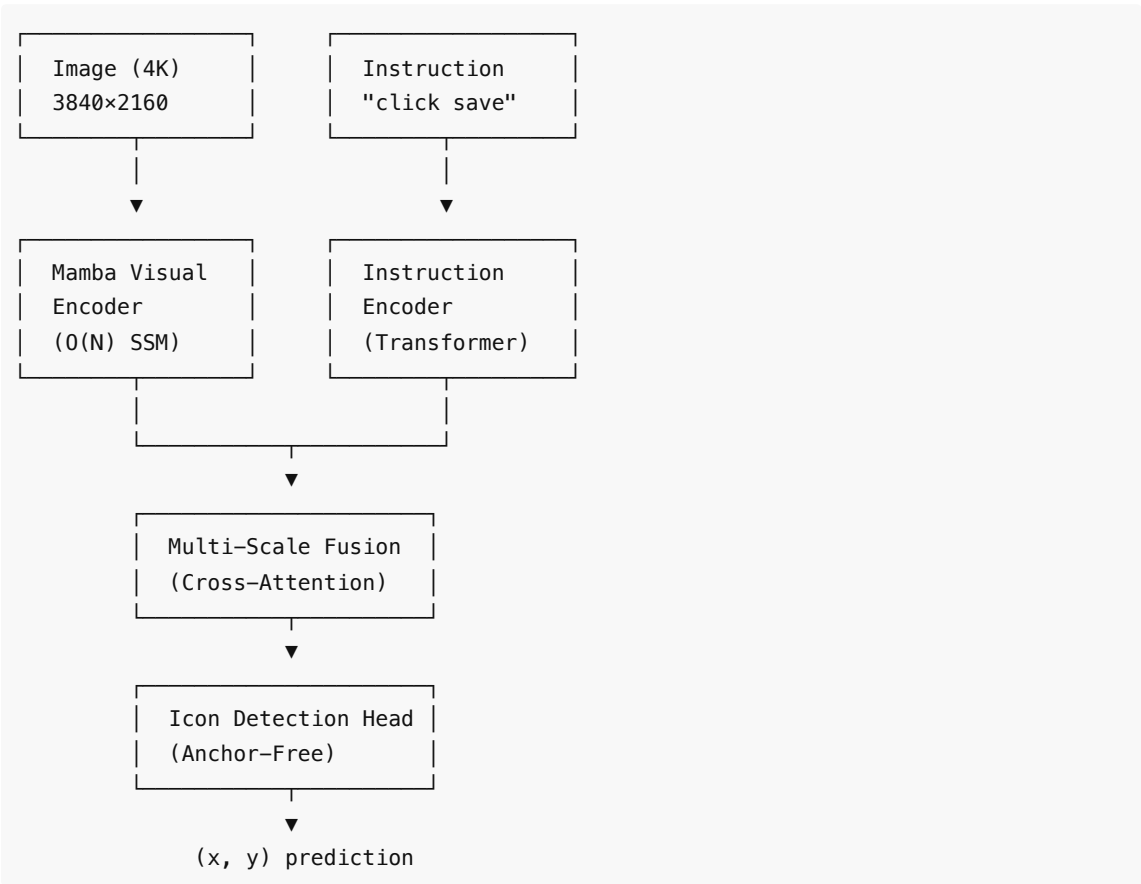 Image (4K)
3840×2160
Instruction
"click save"
Mamba Visual
Encoder
(O(N) SSM)
Instruction
Encoder
(Transformer)
Multi-Scale Fusion
(Cross-Attention)
Icon Detection Head
(Anchor-Free)
(x, y) prediction